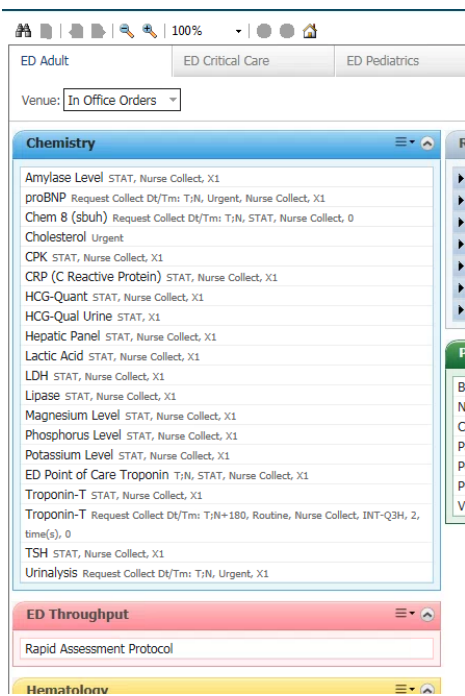 100%
ED Adult
ED Critical Care
ED Pediatrics
Venue: In Office Orders
Chemistry
R
Amylase Level STAT, Nurse Collect, X1
proBNP Request Collect Dt/Tm: T;N, Urgent, Nurse Collect, X1
Chem 8 (sbuh) Request Collect Dt/Tm: T;N, STAT, Nurse Collect, 0
Cholesterol Urgent
CPK STAT, Nurse Collect, X1
CRP (C Reactive Protein) STAT, Nurse Collect, X1
HCG-Quant STAT, Nurse Collect, X1
HCG-Qual Urine STAT, X1
Hepatic Panel STAT, Nurse Collect, X1
Lactic Acid STAT, Nurse Collect, X1
LDH STAT, Nurse Collect, X1
Lipase STAT, Nurse Collect, X1
Magnesium Level STAT, Nurse Collect, X1
Phosphorus Level STAT, Nurse Collect, X1
Potassium Level STAT, Nurse Collect, X1
ED Point of Care Troponin T;N, STAT, Nurse Collect, X1
Troponin-T STAT, Nurse Collect, X1
Troponin-T Request Collect Dt/Tm: T;N+180, Routine, Nurse Collect, INT-Q3H, 2,
time(s), 0
TSH STAT, Nurse Collect, X1
Urinalysis Request Collect Dt/Tm: T;N, Urgent, X1
P
B
N
C
P
P
P
V
ED Throughput
Rapid Assessment Protocol
Hematology